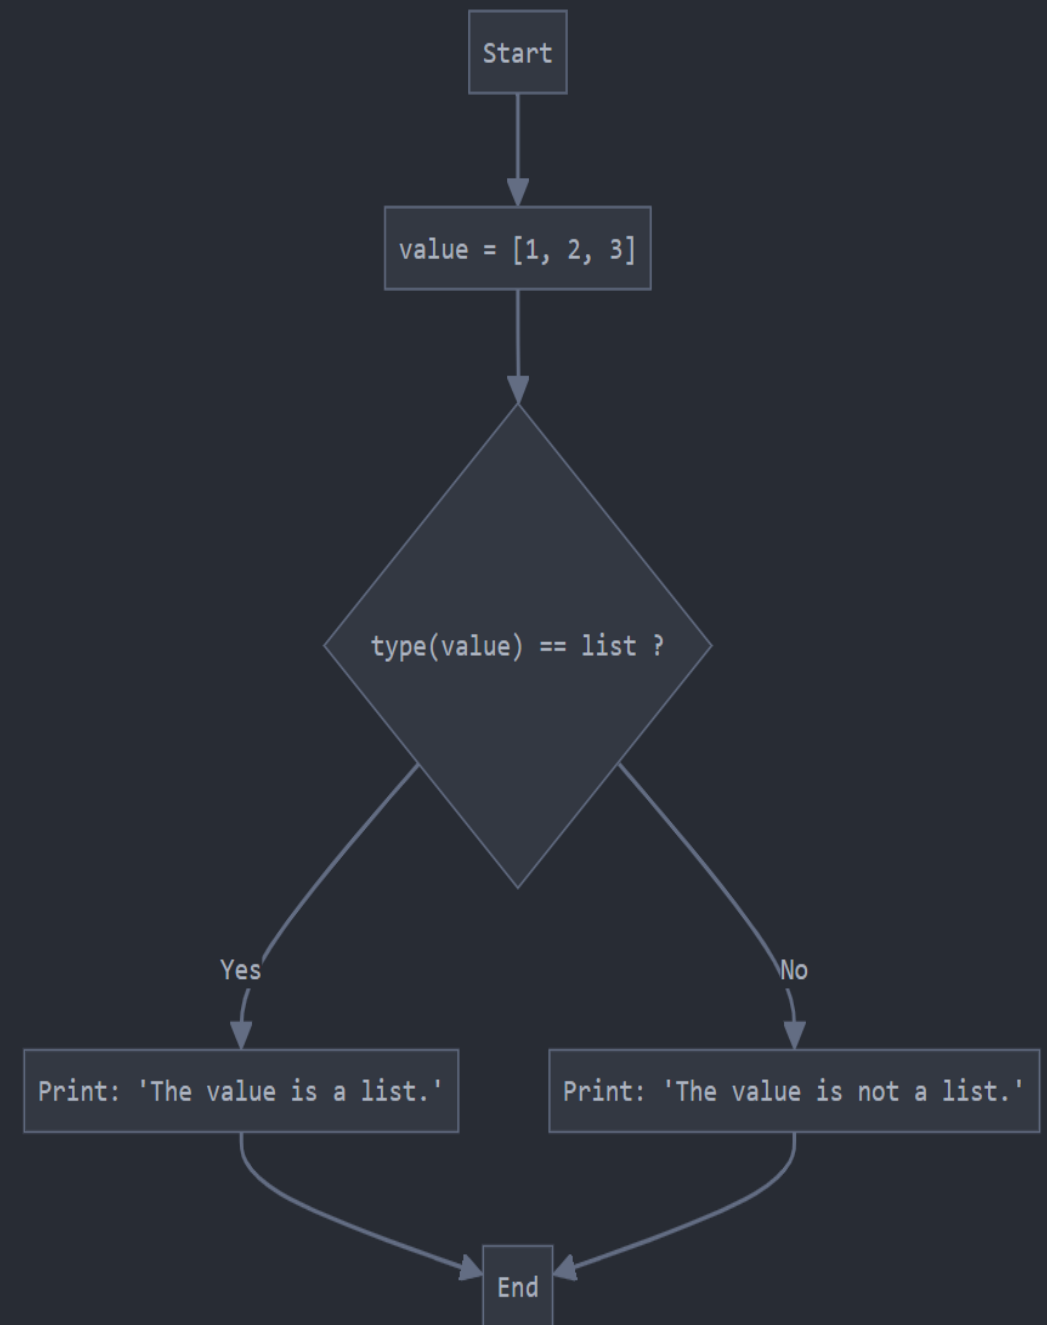 Start
value = [1, 2, 3]
type(value) == list ?
Yes
No
Print: 'The value is a list.'
Print: 'The value is not a list.'
End